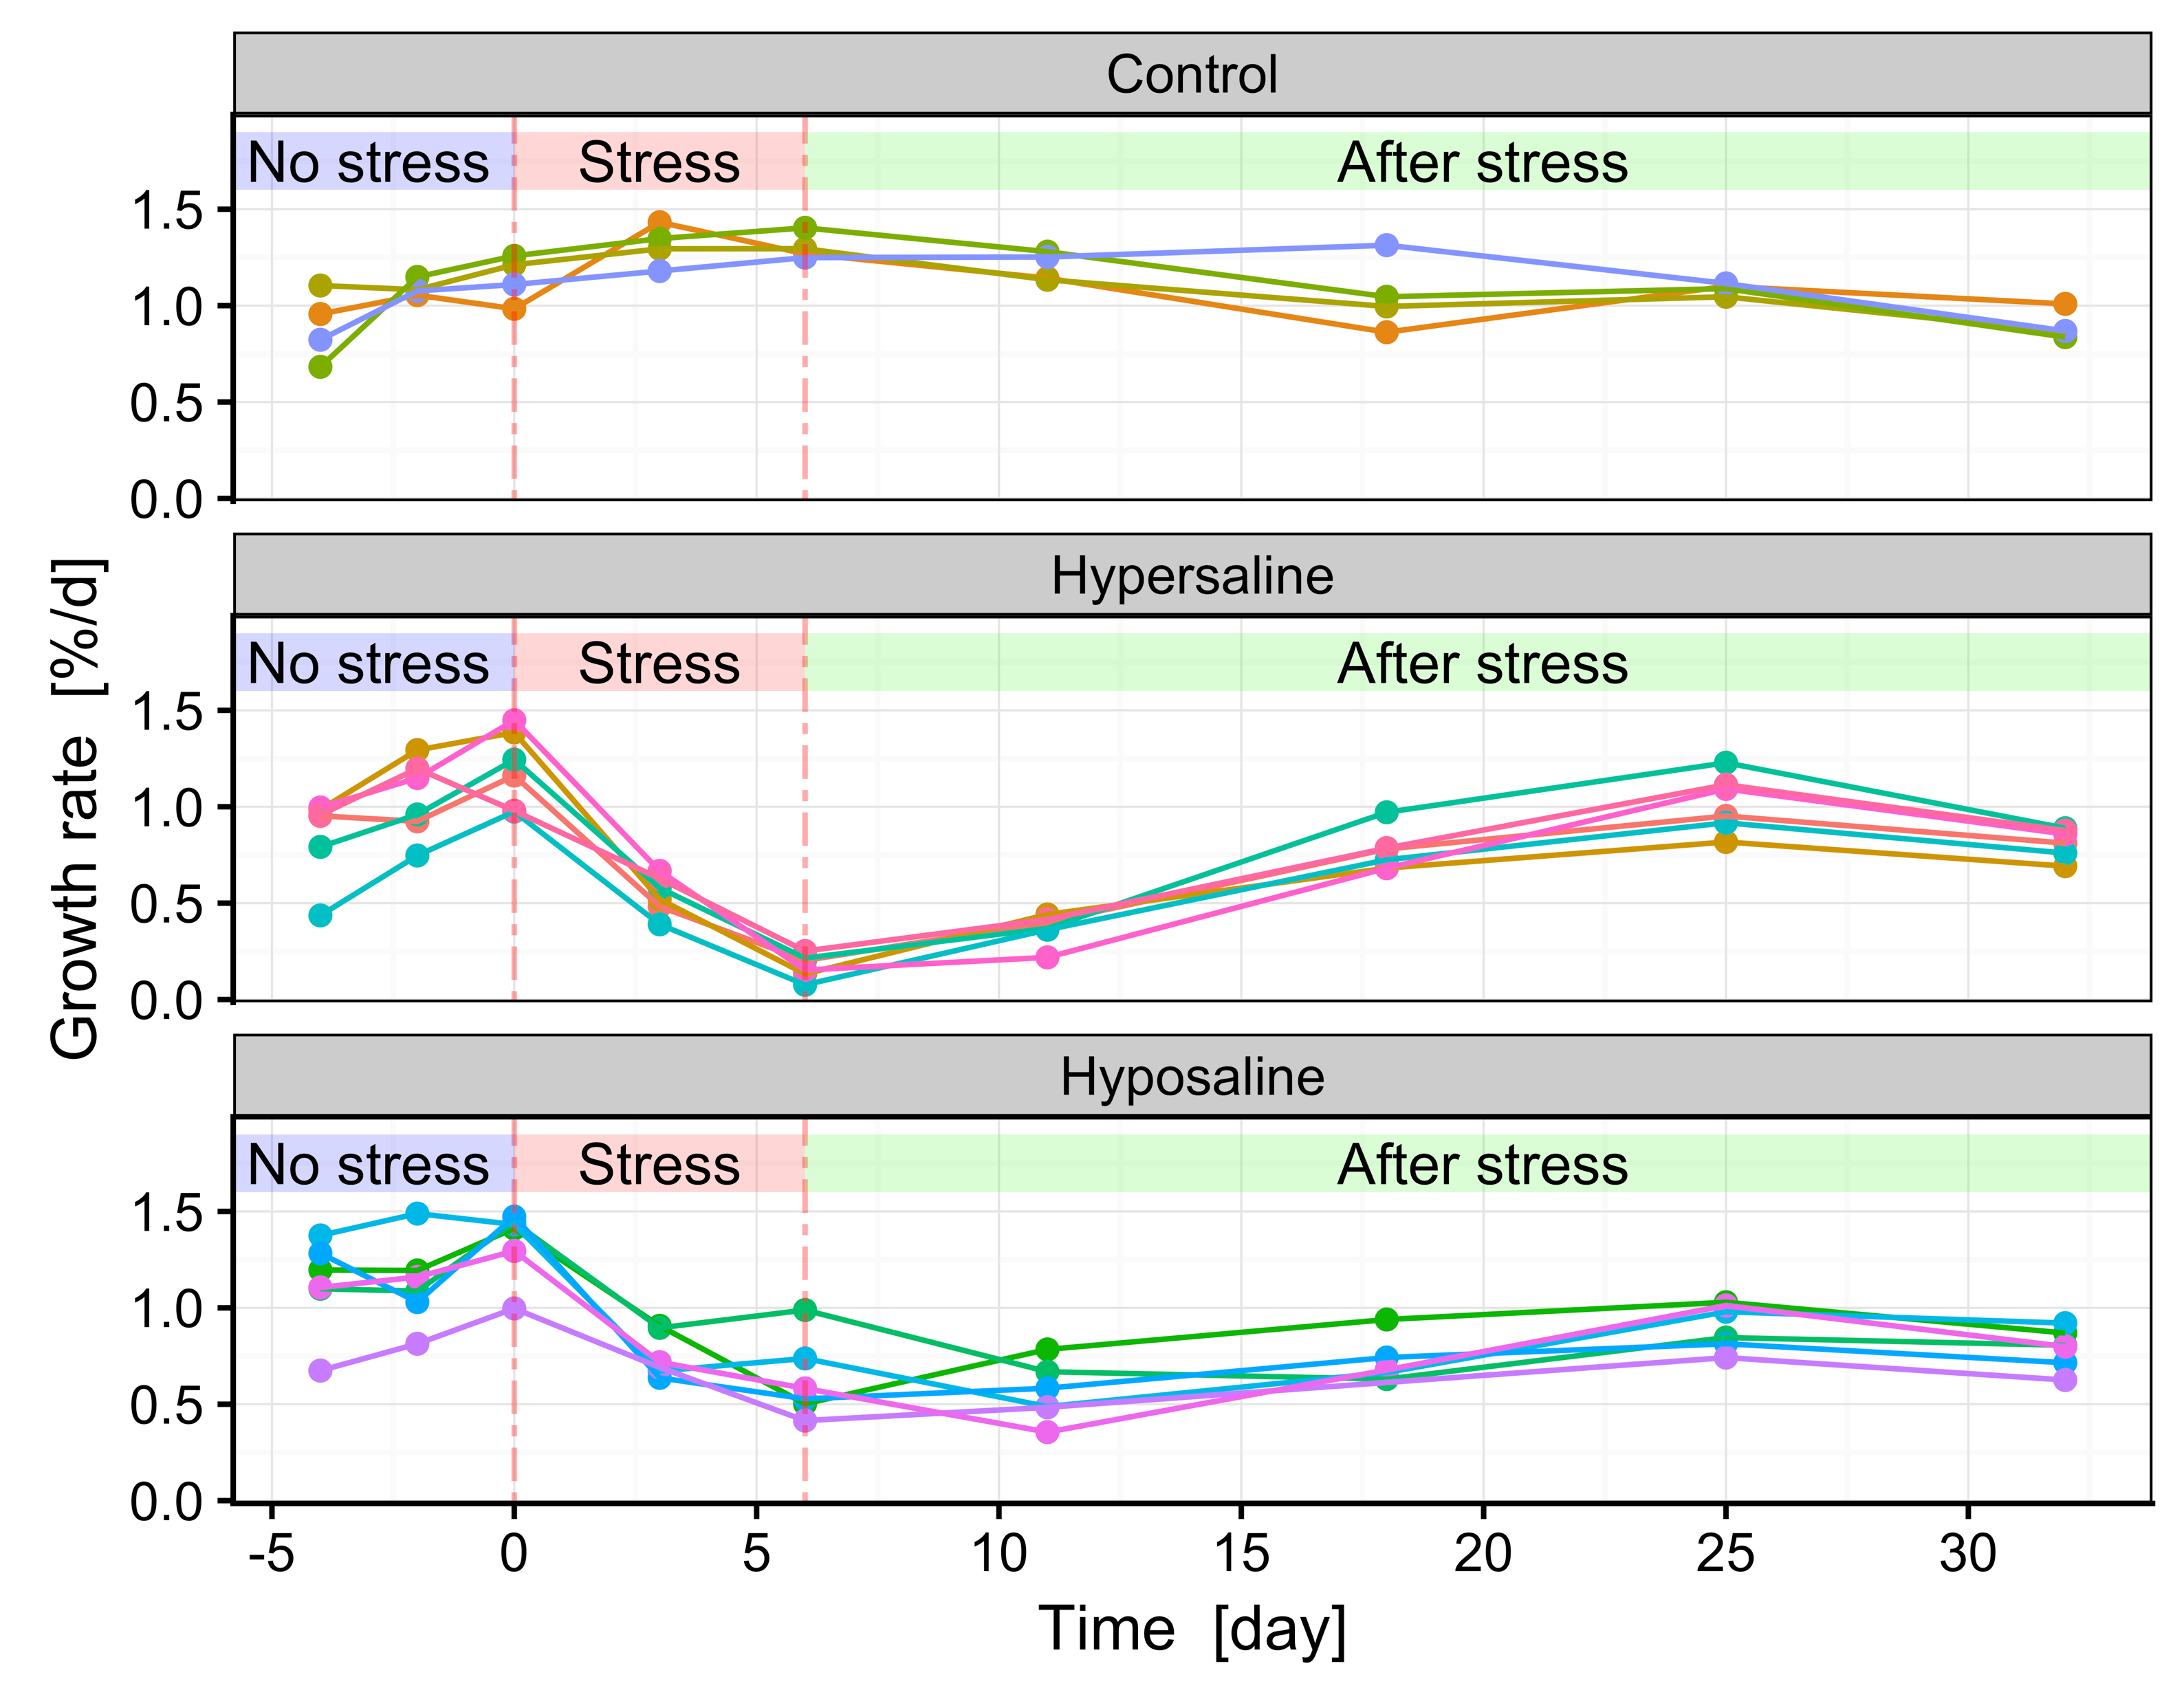 Control
No stress Stress After stress
1.5
1.0
0.5
0.0
Hypersaline
No stress Stress After stress
1.5
1.0
0.5
0.0
Hyposaline
No stress Stress After stress
1.5
1.0
0.5
0.0
-5 0 5 10 15 20 25 30
Time [day]
Growth rate [%/d]